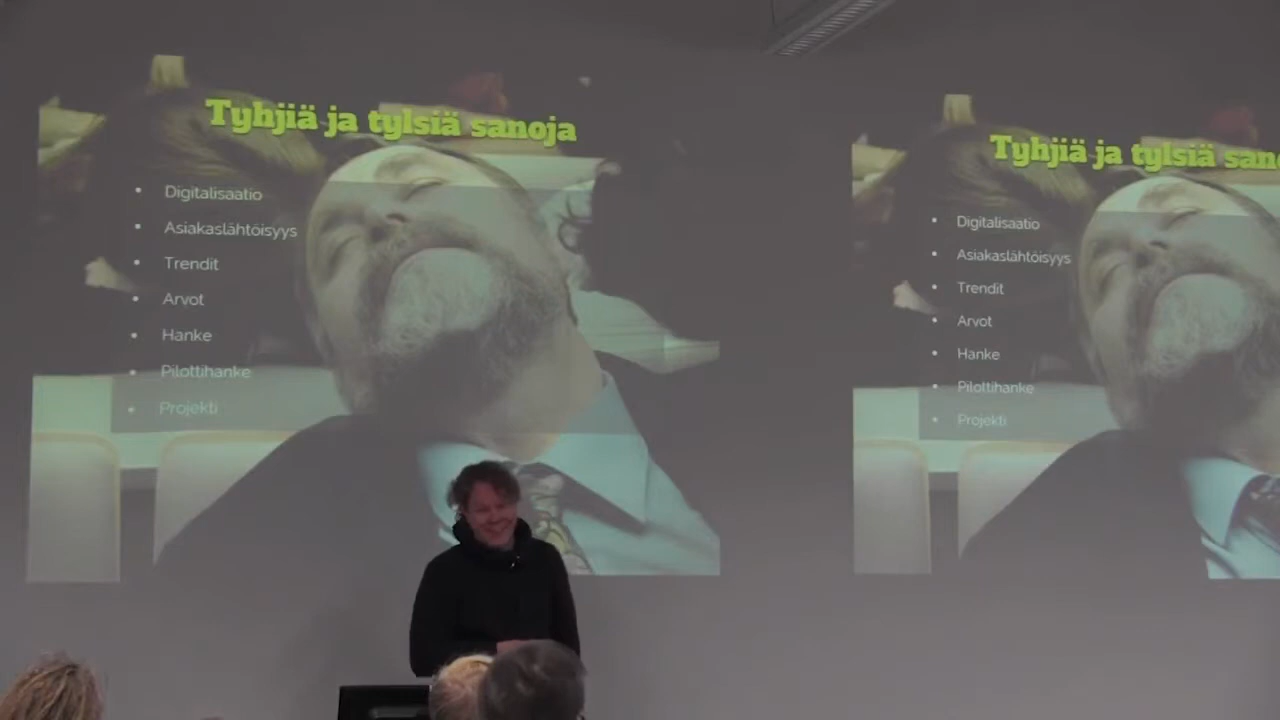 Tyhjiä ja tylsiä sanoja
Digitalisaatio
Asiakaslähtöisyys
Trendit
Arvot
Hanke
Pilottihanke
Projekti
Tyhjiä ja tylsiä san
Digitalisaatio
Asiakaslähtöisyys
Trendit
Arvot
Hanke
Pilottihanke
Projekti